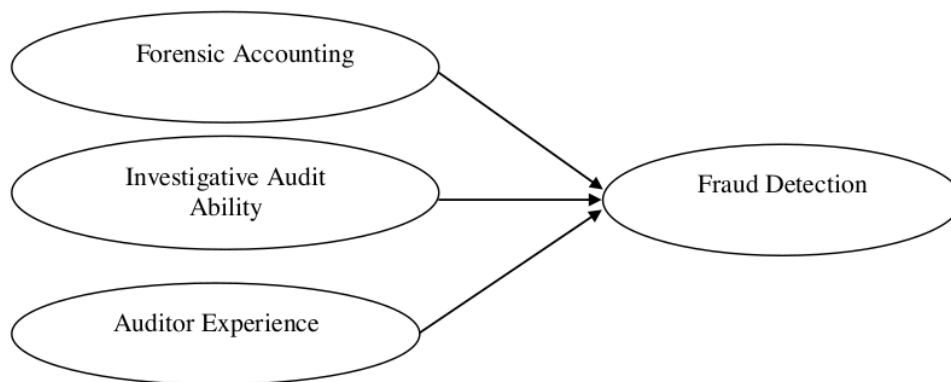 Forensic Accounting
Investigative Audit
Ability
Fraud Detection
Auditor Experience